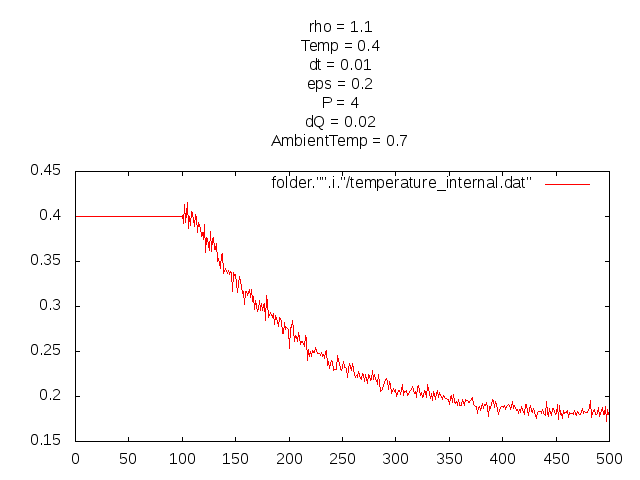 rho = 1.1
Temp = 0.4
dt = 0.01
eps = 0.2
P = 4
dQ = 0.02
AmbientTemp = 0.7
folder."".i."/temperature_internal.dat"
0.45
0.4
0.35
0.3
0.25
0.2
0.15
0 50 100 150 200 250 300 350 400 450 500